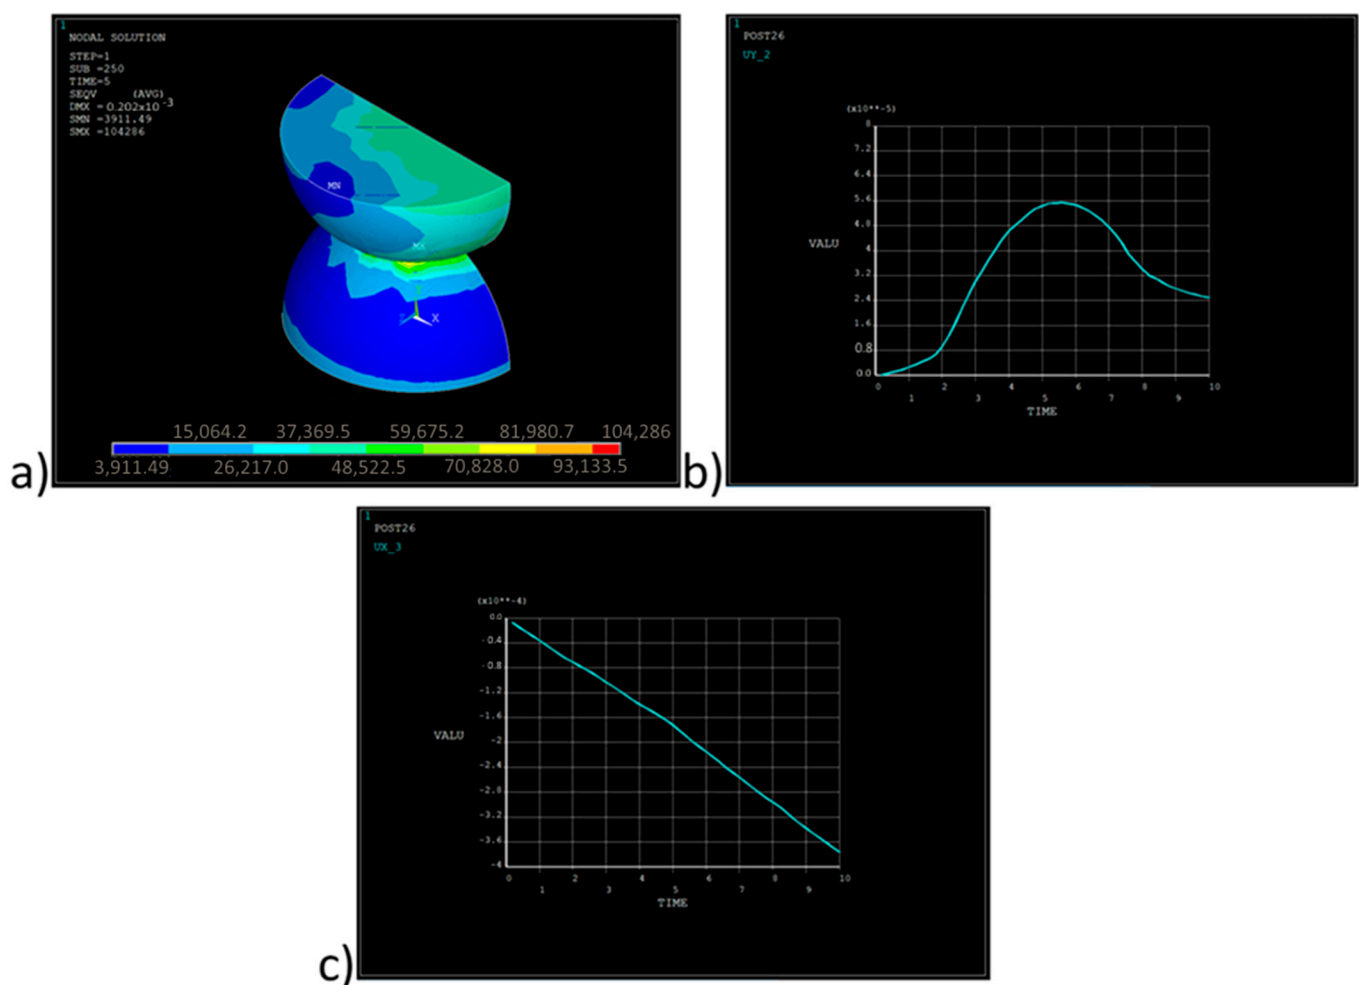 1
NODAL SOLUTION
STEP=1
SUB =250
TIME=5
SEQV (AVG)
DMX =0.202x10-3
SMN =3911.49
SMX =104286
MN
MX
Y
Z X
15,064.2 37,369.5 59,675.2 81,980.7 104,286
3,911.49 26,217.0 48,522.5 70,828.0 93,133.5
a)
1
POST26
UY_2
(x10**-5)
8
7.2
6.4
5.6
4.8
VALU
4
3.2
2.4
1.6
0.8
0.0
0 2 4 6 8 10
1 3 5 7 9
TIME
b)
1
POST26
UX_3
(x10**-4)
0.0
-0.4
-0.8
-1.2
-1.6
VALU
-2
-2.4
-2.8
-3.2
-3.6
-4
0 2 4 6 8 10
1 3 5 7 9
TIME
c)